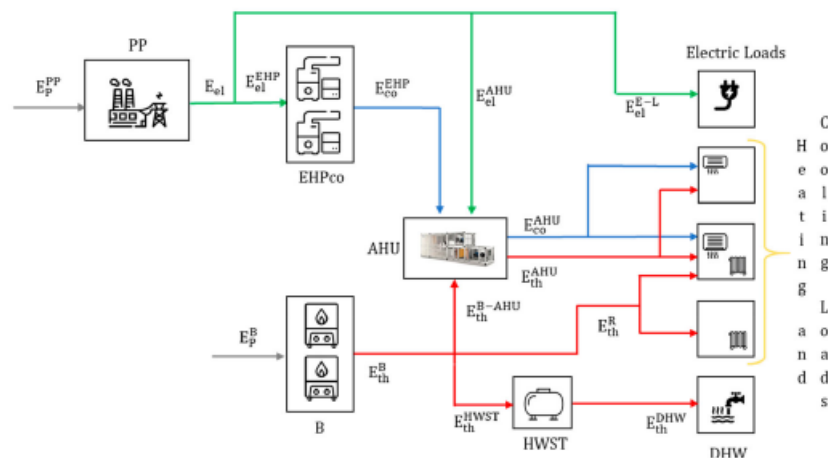 PP
Electric Loads
E_P^PP
E_el
E_el^EHP
E_co^EHP
E_el^AHU
E_el^E-L
EHPco
AHU
E_co^AHU
E_th^AHU
E_th^B-AHU
E_th^R
E_P^B
E_th^B
B
E_th^HWST
HWST
E_th^DHW
DHW
Heating and
Cooling Loads